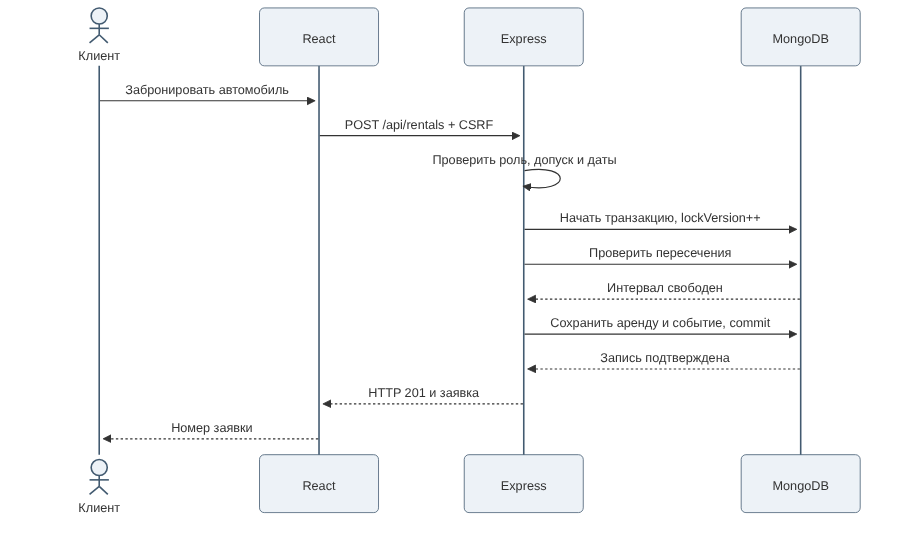 Клиент
React
Express
MongoDB
Забронировать автомобиль
POST /api/rentals + CSRF
Проверить роль, допуск и даты
Начать транзакцию, lockVersion++
Проверить пересечения
Интервал свободен
Сохранить аренду и событие, commit
Запись подтверждена
HTTP 201 и заявка
Номер заявки
Клиент
React
Express
MongoDB